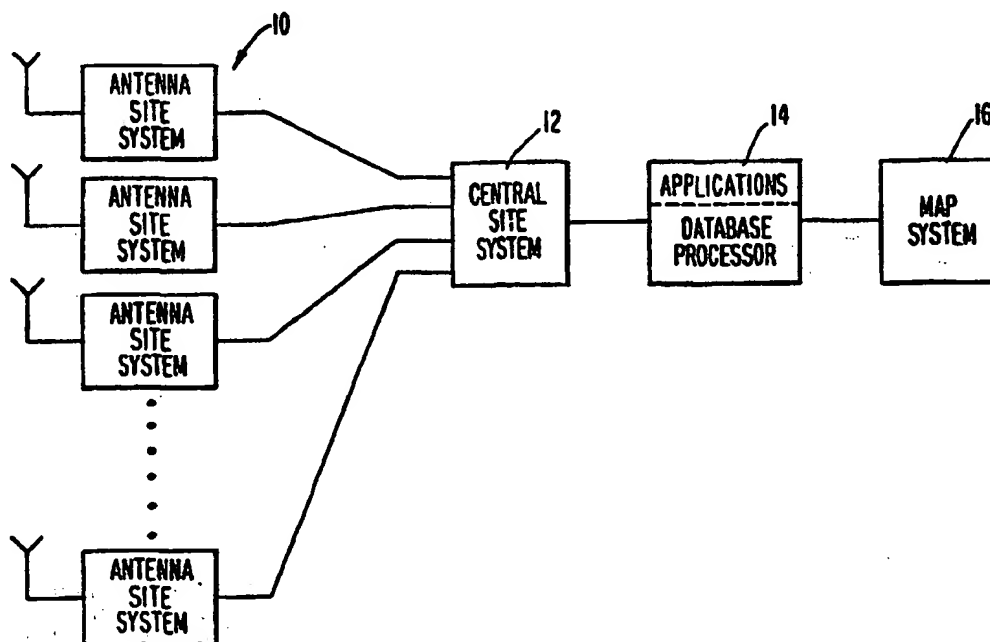 10
ANTENNA
SITE
SYSTEM
ANTENNA
SITE
SYSTEM
ANTENNA
SITE
SYSTEM
ANTENNA
SITE
SYSTEM
12
CENTRAL
SITE
SYSTEM
14
APPLICATIONS
DATABASE
PROCESSOR
16
MAP
SYSTEM